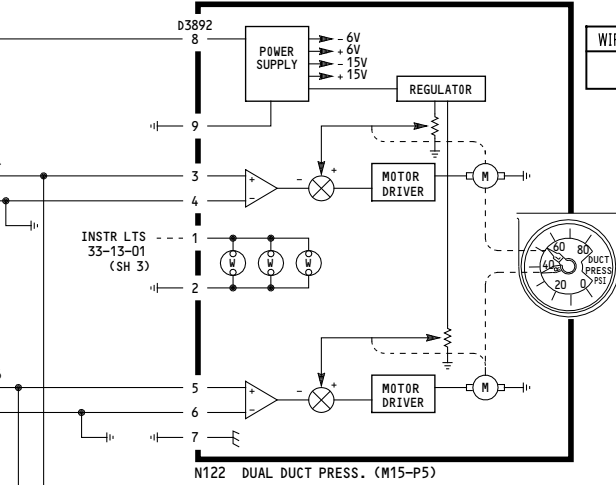 D3892
8
POWER
SUPPLY
- 6V
+ 6V
- 15V
+ 15V
REGULATOR
9
3
4
+
-
-
+
MOTOR
DRIVER
M
INSTR LTS
33-13-01
(SH 3)
1
2
W
W
W
60
80
40
20
0
DUCT
PRESS
PSI
5
6
7
+
-
-
+
MOTOR
DRIVER
M
N122 DUAL DUCT PRESS. (M15-P5)